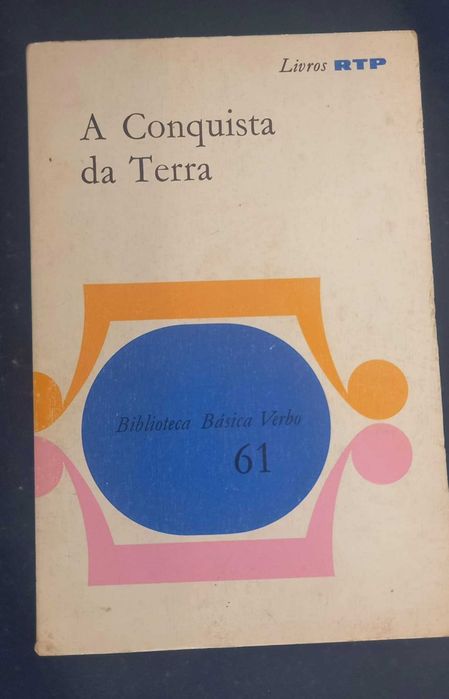 Livros RTP
A Conquista
da Terra
Biblioteca Básica Verbo
61